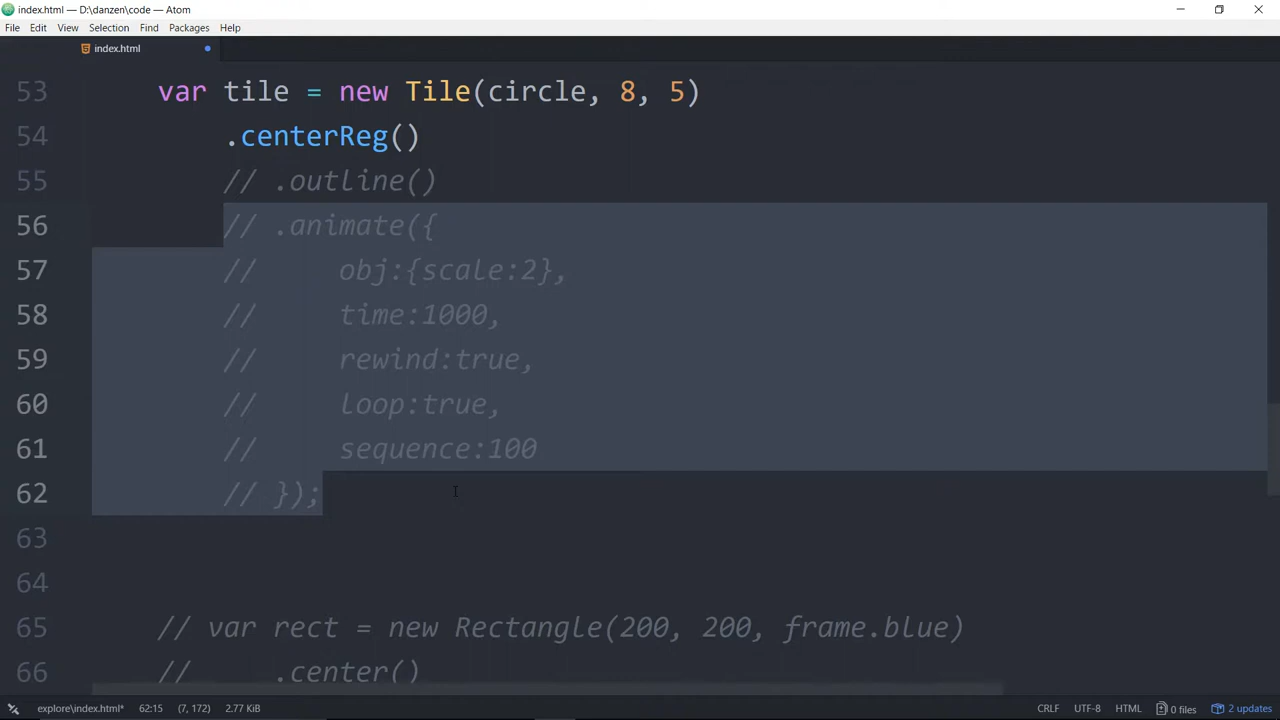 index.html — D:\danzen\code — Atom
File Edit View Selection Find Packages Help
index.html
53 var tile = new Tile(circle, 8, 5)
54 .centerReg()
55 // .outline()
56 // .animate({
57 // obj:{scale:2},
58 // time:1000,
59 // rewind:true,
60 // loop:true,
61 // sequence:100
62 // });
63
64
65 // var rect = new Rectangle(200, 200, frame.blue)
66 // .center()
explore\index.html* 62:15 (7, 172) 2.77 KiB CRLF UTF-8 HTML 0 files 2 updates